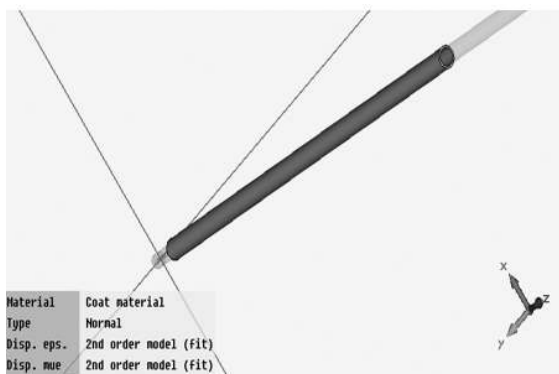 x
z
y
Material Coat material
Type Normal
Disp. eps. 2nd order model (fit)
Disp. mue 2nd order model (fit)